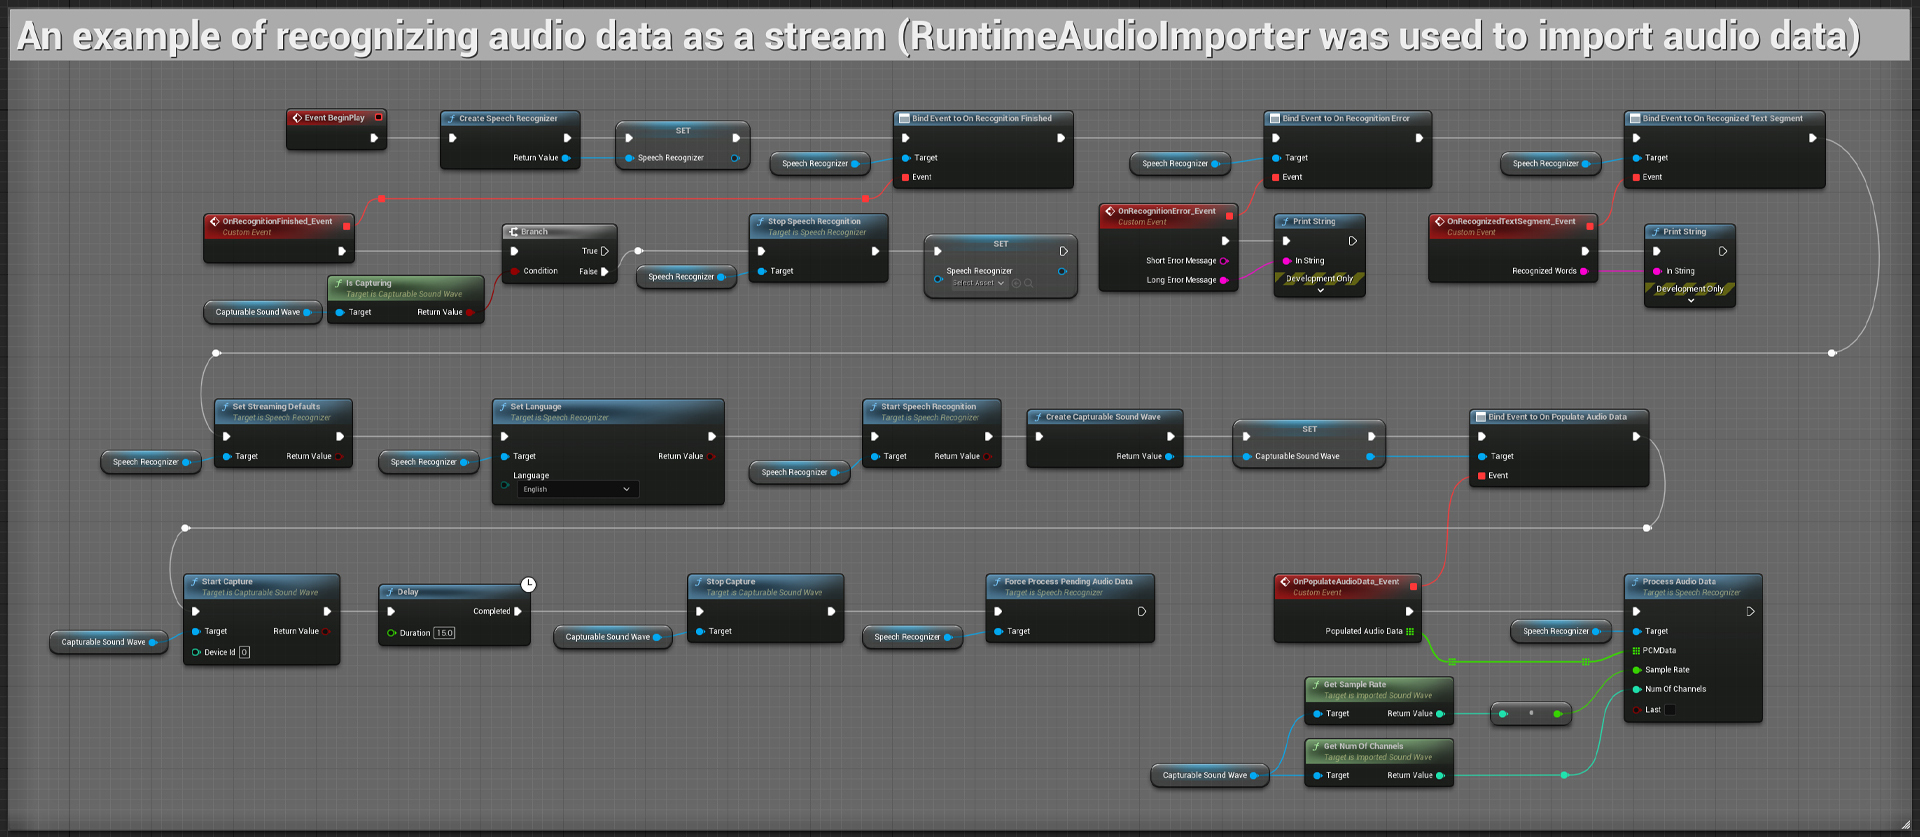 An example of recognizing audio data as a stream (RuntimeAudioImporter was used to import audio data)
Event BeginPlay
Create Speech Recognizer
Return Value
SET
Speech Recognizer
Speech Recognizer
Bind Event to On Recognition Finished
Target
Event
Speech Recognizer
Bind Event to On Recognition Error
Target
Event
Speech Recognizer
Bind Event to On Recognized Text Segment
Target
Event
OnRecognitionFinished_Event
Custom Event
Capturable Sound Wave
Is Capturing
Target is Capturable Sound Wave
Target Return Value
Branch
True
Condition False
Speech Recognizer
Stop Speech Recognition
Target is Speech Recognizer
Target
SET
Speech Recognizer
Select Asset
OnRecognitionError_Event
Custom Event
Short Error Message
Long Error Message
Print String
In String
Development Only
OnRecognizedTextSegment_Event
Custom Event
Recognized Words
Print String
In String
Development Only
Speech Recognizer
Set Streaming Defaults
Target is Speech Recognizer
Target Return Value
Speech Recognizer
Set Language
Target is Speech Recognizer
Target Return Value
Language
English
Speech Recognizer
Start Speech Recognition
Target is Speech Recognizer
Target Return Value
Create Capturable Sound Wave
Return Value
SET
Capturable Sound Wave
Bind Event to On Populate Audio Data
Target
Event
Capturable Sound Wave
Start Capture
Target is Capturable Sound Wave
Target Return Value
Device Id 0
Delay
Completed
Duration 15.0
Capturable Sound Wave
Stop Capture
Target is Capturable Sound Wave
Target
Speech Recognizer
Force Process Pending Audio Data
Target is Speech Recognizer
Target
OnPopulateAudioData_Event
Custom Event
Populated Audio Data
Speech Recognizer
Process Audio Data
Target is Speech Recognizer
Target
PCMData
Sample Rate
Num Of Channels
Last
Get Sample Rate
Target is Imported Sound Wave
Target Return Value
Capturable Sound Wave
Get Num Of Channels
Target is Imported Sound Wave
Target Return Value